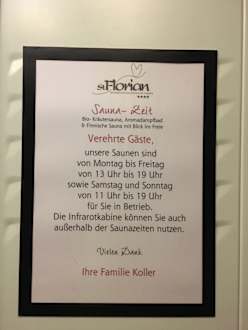 St. Florian
Sauna- Zeit
Bio- Kräutersauna, Aromadampfbad
& Finnische Sauna mit Blick ins Freie
Verehrte Gäste,
unsere Saunen sind
von Montag bis Freitag
von 13 Uhr bis 19 Uhr
sowie Samstag und Sonntag
von 11 Uhr bis 19 Uhr
für Sie in Betrieb.
Die Infrarotkabine können Sie auch
außerhalb der Saunazeiten nutzen.
Vielen Dank
Ihre Familie Koller